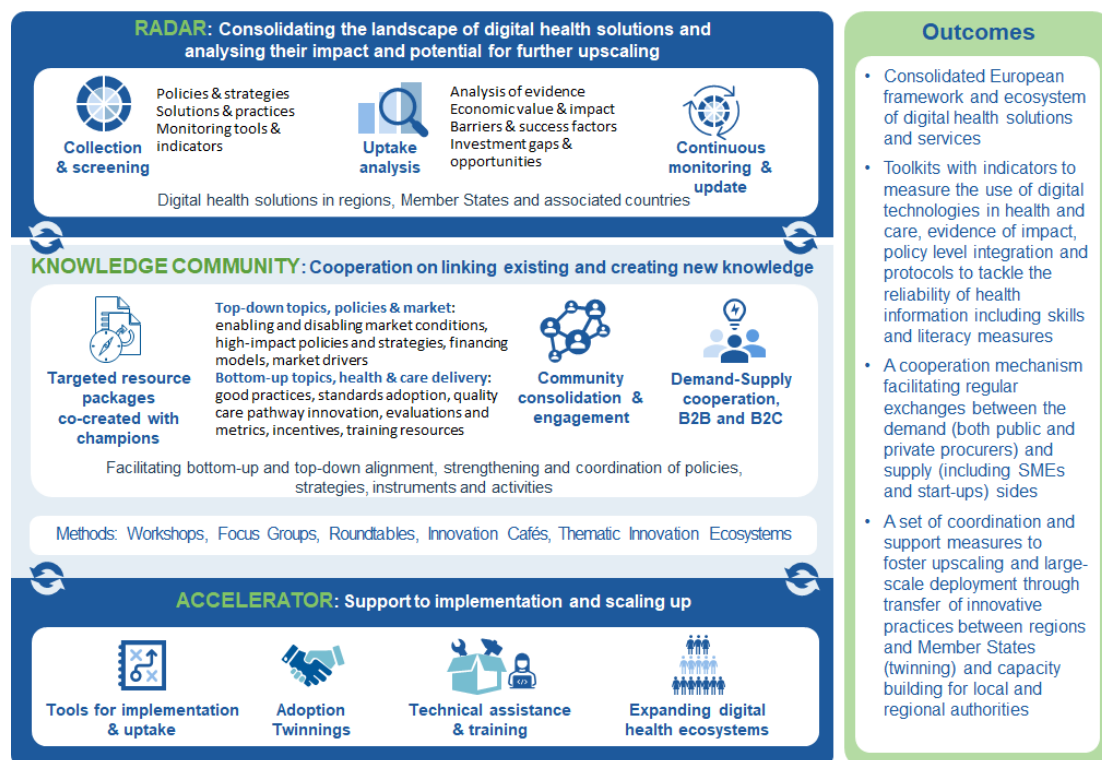 RADAR: Consolidating the landscape of digital health solutions and
analysing their impact and potential for further upscaling
Collection
& screening
Policies & strategies
Solutions & practices
Monitoring tools &
indicators
Uptake
analysis
Analysis of evidence
Economic value & impact
Barriers & success factors
Investment gaps &
opportunities
Continuous
monitoring &
update
Digital health solutions in regions, Member States and associated countries
KNOWLEDGE COMMUNITY: Cooperation on linking existing and creating new knowledge
Targeted resource
packages
co-created with
champions
Top-down topics, policies & market:
enabling and disabling market conditions,
high-impact policies and strategies, financing
models, market drivers
Bottom-up topics, health & care delivery:
good practices, standards adoption, quality
care pathway innovation, evaluations and
metrics, incentives, training resources
Community
consolidation &
engagement
Demand-Supply
cooperation,
B2B and B2C
Facilitating bottom-up and top-down alignment, strengthening and coordination of policies,
strategies, instruments and activities
Methods: Workshops, Focus Groups, Roundtables, Innovation Cafés, Thematic Innovation Ecosystems
ACCELERATOR: Support to implementation and scaling up
Tools for implementation
& uptake
Adoption
Twinnings
Technical assistance
& training
Expanding digital
health ecosystems
Outcomes
• Consolidated European
framework and ecosystem
of digital health solutions
and services
• Toolkits with indicators to
measure the use of digital
technologies in health and
care, evidence of impact,
policy level integration and
protocols to tackle the
reliability of health
information including skills
and literacy measures
• A cooperation mechanism
facilitating regular
exchanges between the
demand (both public and
private procurers) and
supply (including SMEs
and start-ups) sides
• A set of coordination and
support measures to
foster upscaling and large-
scale deployment through
transfer of innovative
practices between regions
and Member States
(twinning) and capacity
building for local and
regional authorities